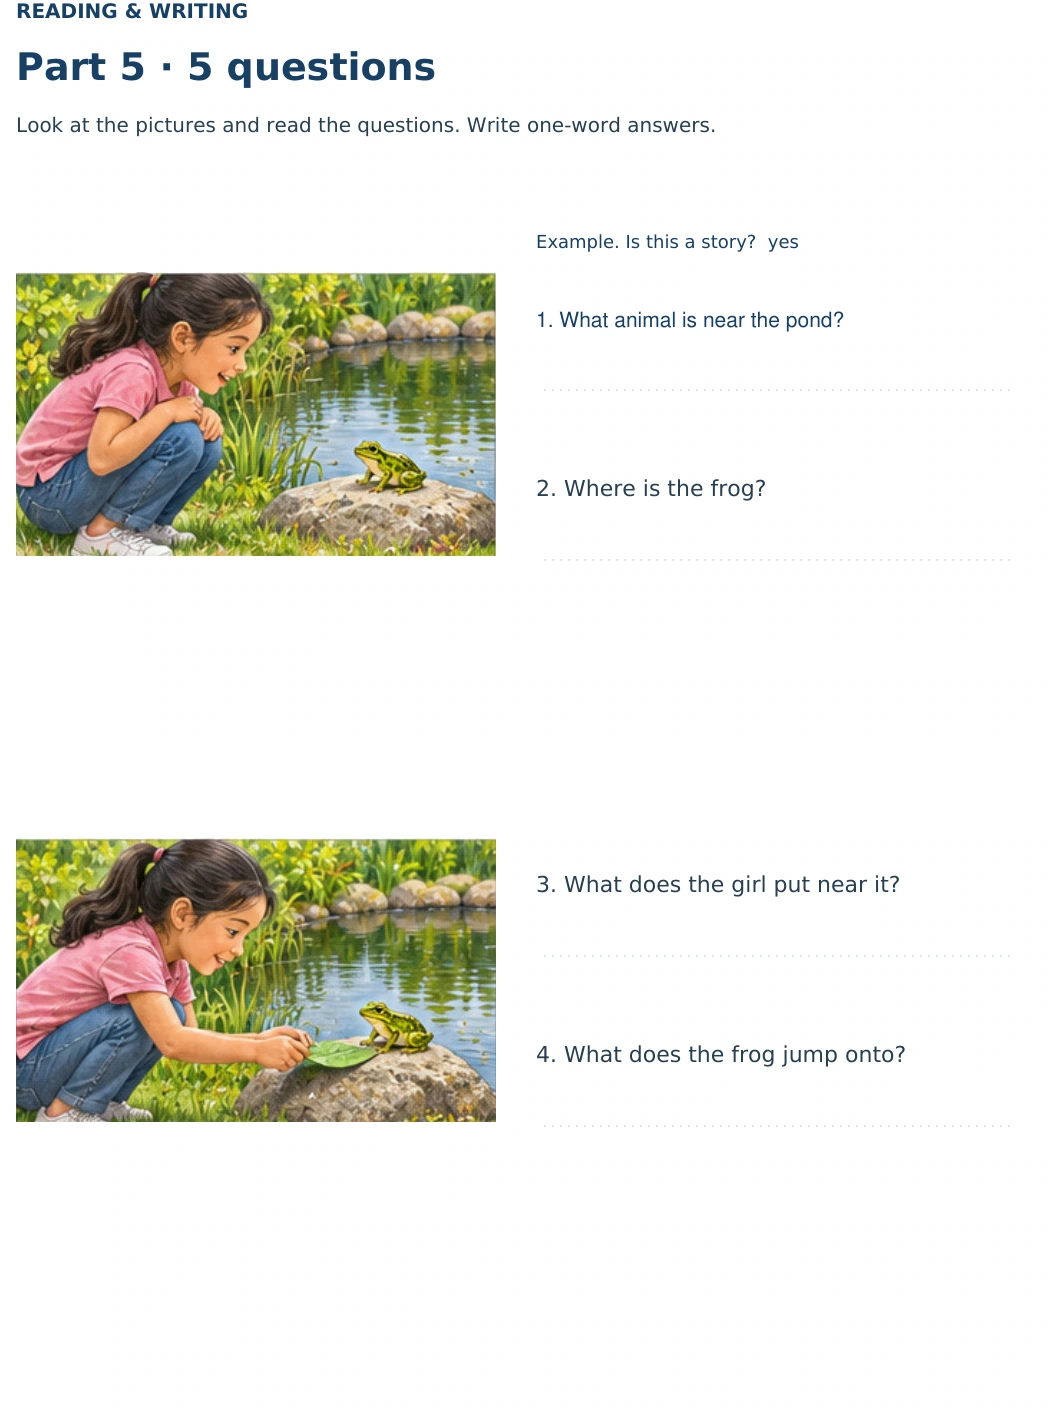 READING & WRITING
Part 5 · 5 questions
Look at the pictures and read the questions. Write one-word answers.
Example. Is this a story?  yes
1. What animal is near the pond?
2. Where is the frog?
3. What does the girl put near it?
4. What does the frog jump onto?